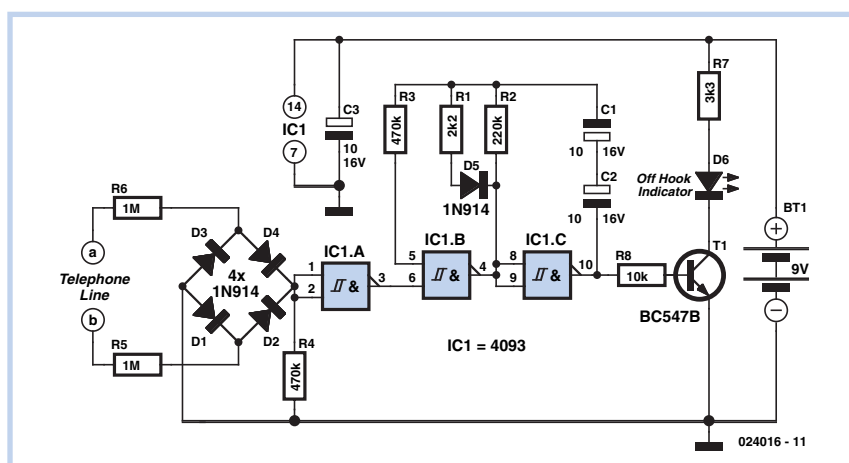 R7
3k3
R3
470k
R1
2k2
R2
220k
C3
10
16V
C1
10
16V
14
IC1
7
D5
1N914
C2
10
16V
D6
Off Hook
Indicator
BT1
R6
1M
a
D3
D4
IC1.B
IC1.C
T1
IC1.A
4x
1N914
1
2
&
3
5
6
&
4
8
9
&
10
R8
10k
9V
Telephone
Line
b
D1
D2
BC547B
R5
1M
R4
470k
IC1 = 4093
024016 - 11